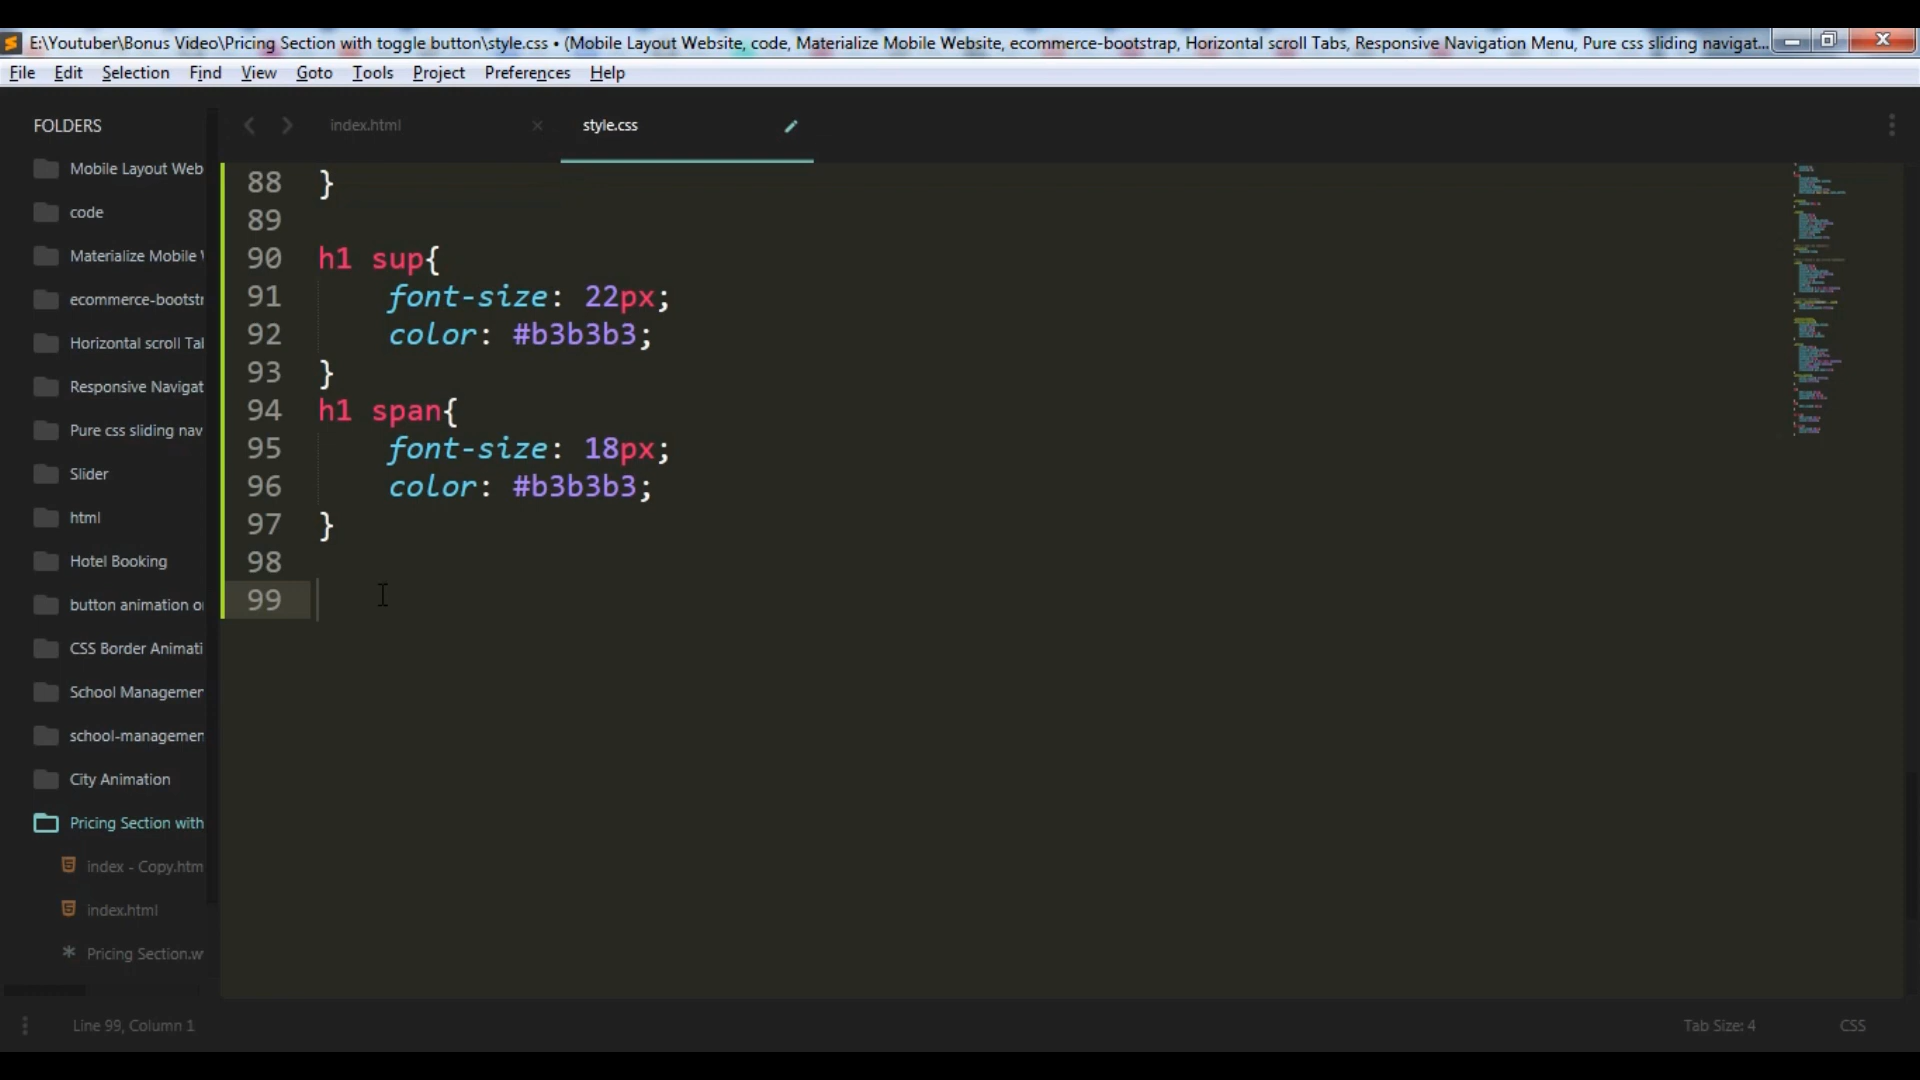 E:\Youtuber\Bonus Video\Pricing Section with toggle button\style.css • (Mobile Layout Website, code, Materialize Mobile Website, ecommerce-bootstrap, Horizontal scroll Tabs, Responsive Navigation Menu, Pure css sliding navigat...
File Edit Selection Find View Goto Tools Project Preferences Help
FOLDERS
index.html
style.css
Mobile Layout Web
code
Materialize Mobile
ecommerce-bootstr
Horizontal scroll Ta
Responsive Navigat
Pure css sliding nav
Slider
html
Hotel Booking
button animation o
CSS Border Animati
School Managemer
school-managemen
City Animation
Pricing Section with
index - Copy.htm
index.html
Pricing Section.w
88 }
89
90 h1 sup{
91 font-size: 22px;
92 color: #b3b3b3;
93 }
94 h1 span{
95 font-size: 18px;
96 color: #b3b3b3;
97 }
98
99
Line 99, Column 1
Tab Size: 4
CSS